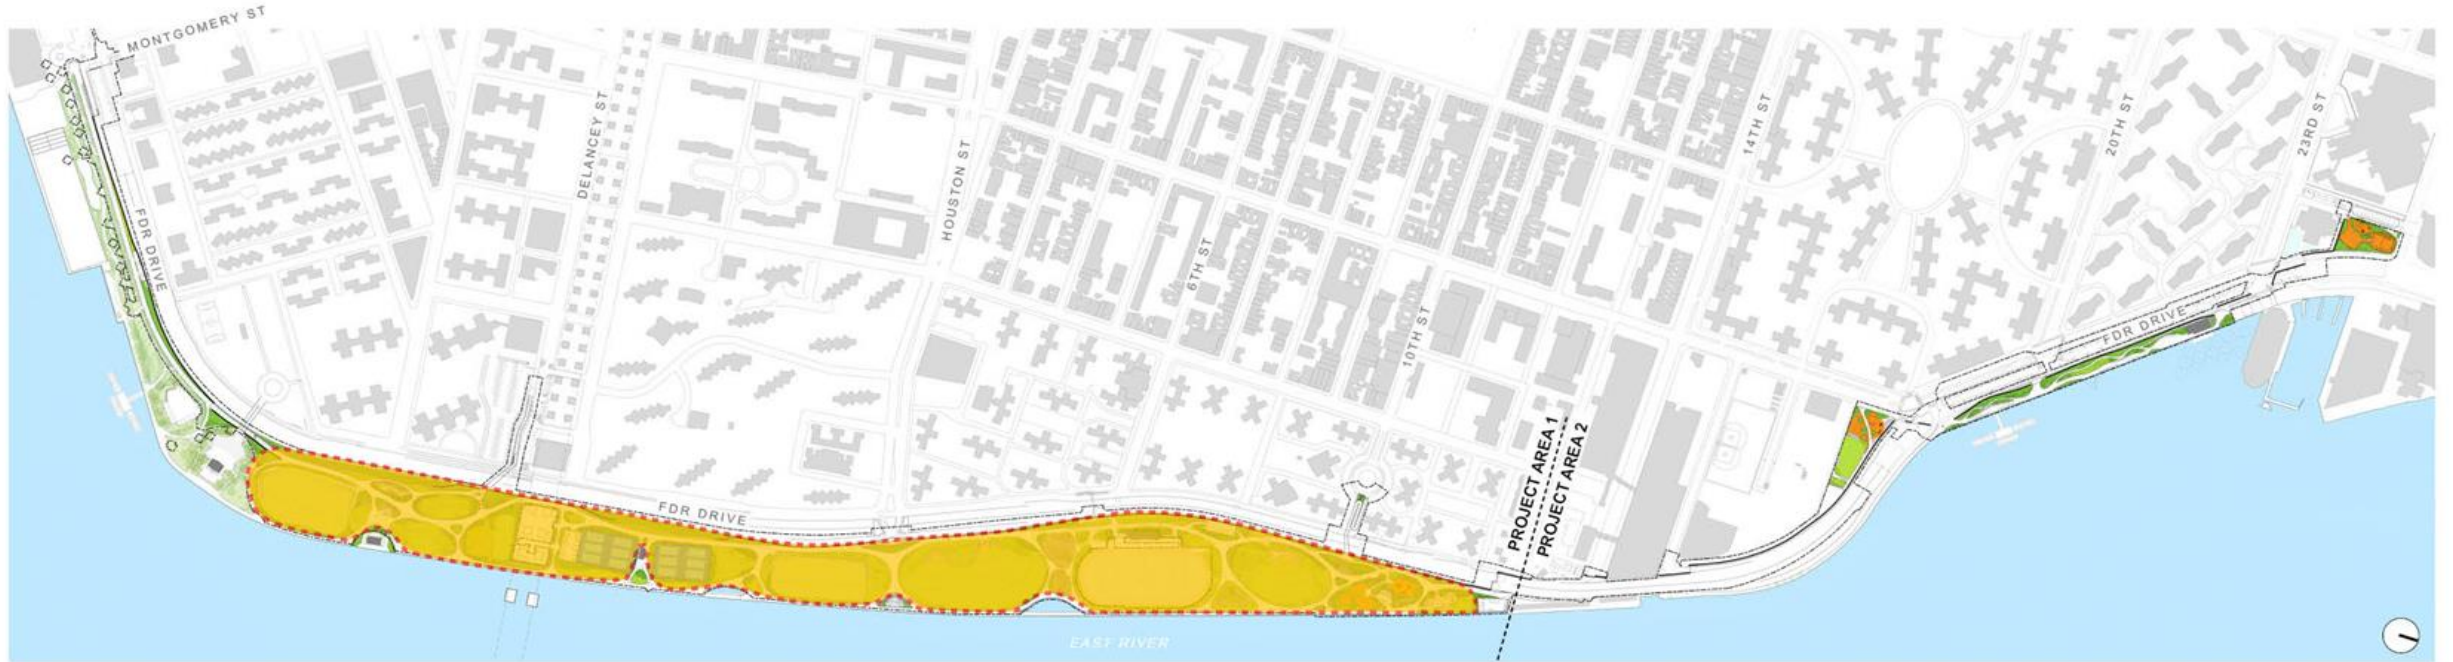 MONTGOMERY ST
FDR DRIVE
DELANCEY ST
HOUSTON ST
6TH ST
10TH ST
14TH ST
20TH ST
23RD ST
FDR DRIVE
FDR DRIVE
PROJECT AREA 1
PROJECT AREA 2
EAST RIVER